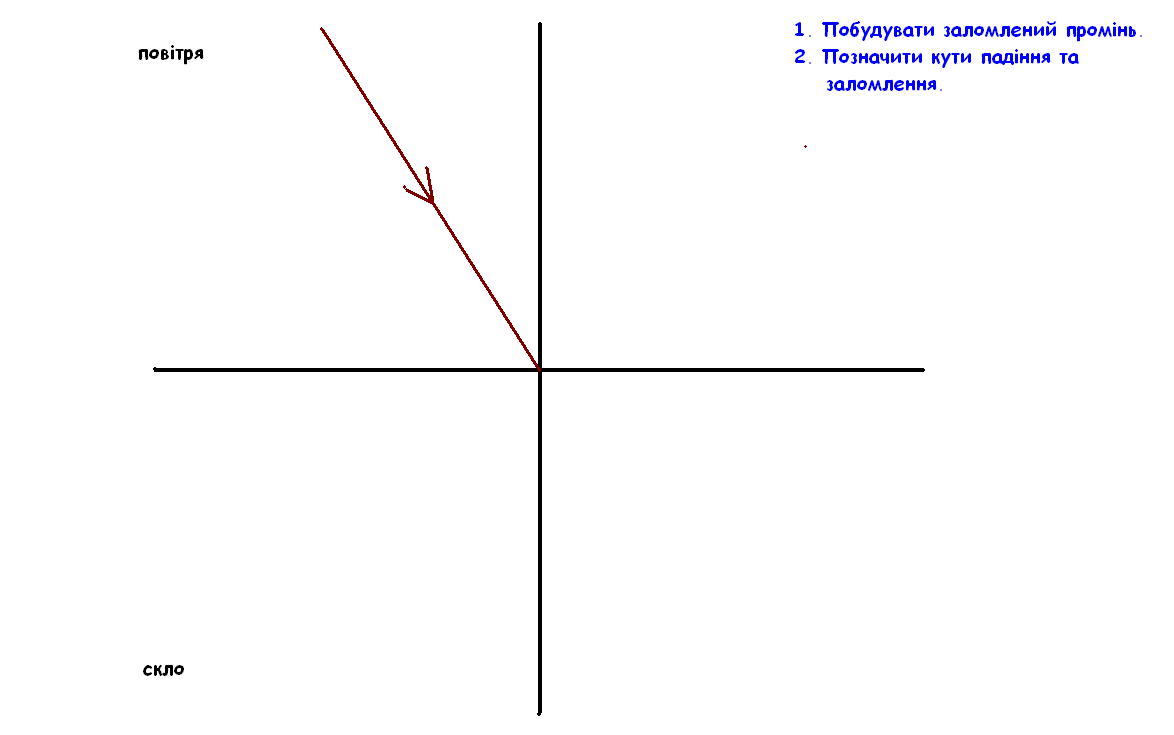 повітря
1. Побудувати заломлений промінь.
2. Позначити кути падіння та
заломлення.
скло